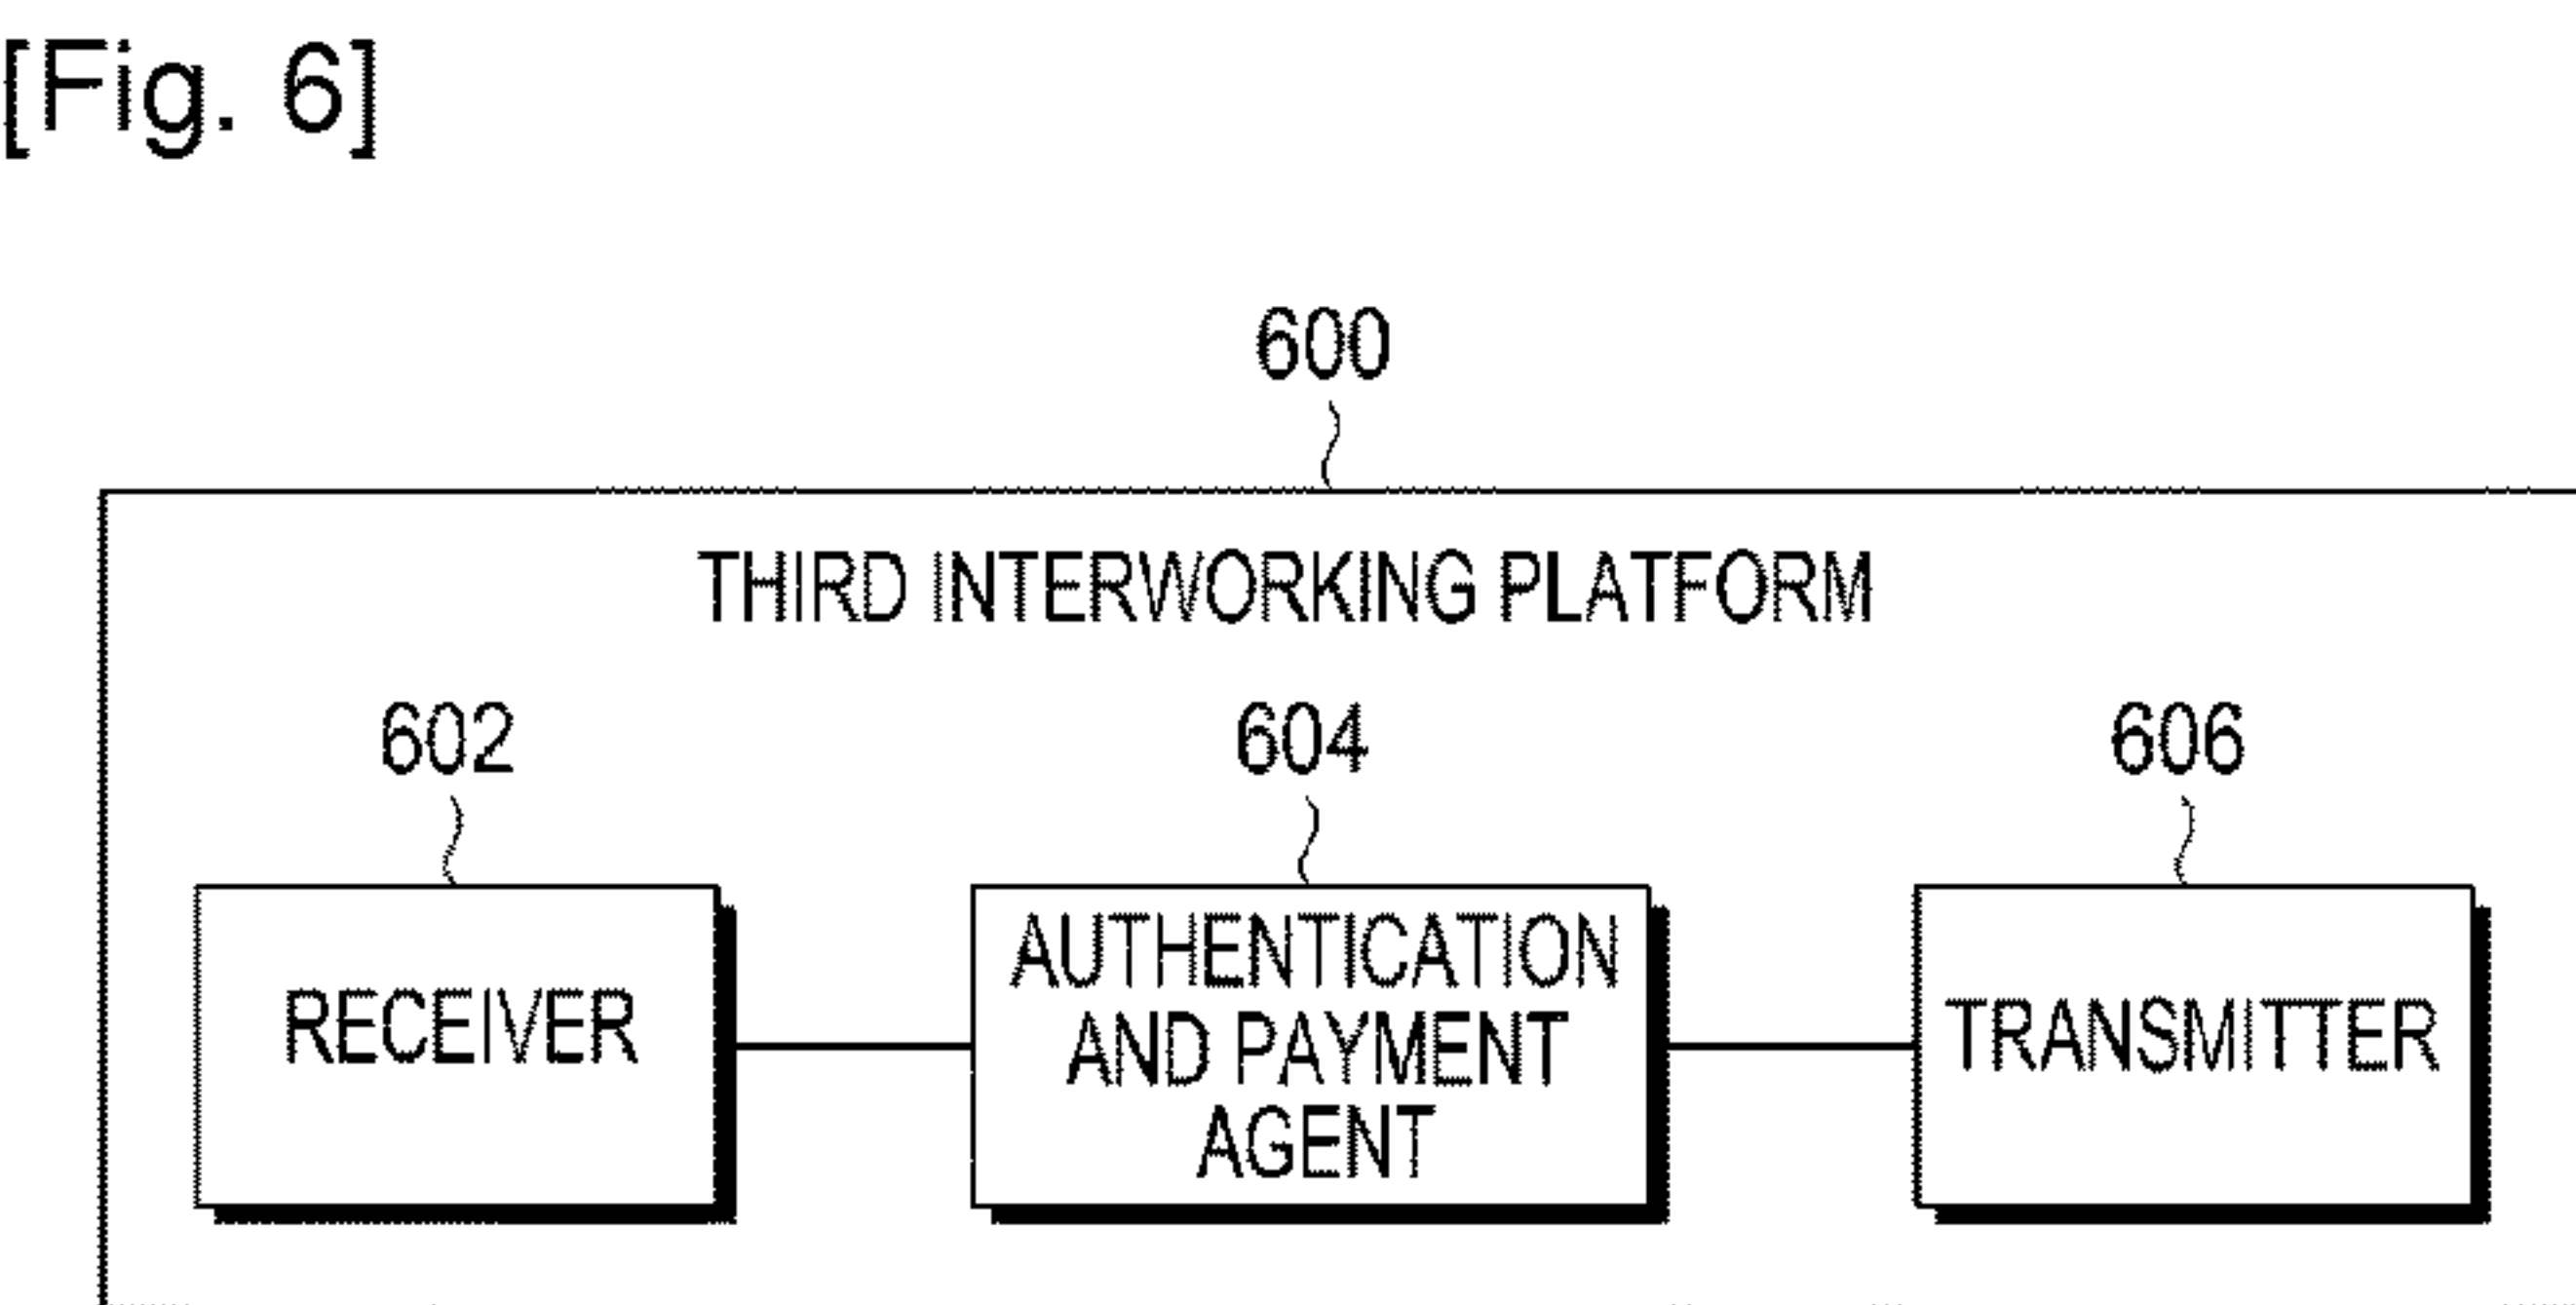 [Fig. 6]
600
THIRD INTERWORKING PLATFORM
602
604
606
RECEIVER
AUTHENTICATION
AND PAYMENT
AGENT
TRANSMITTER